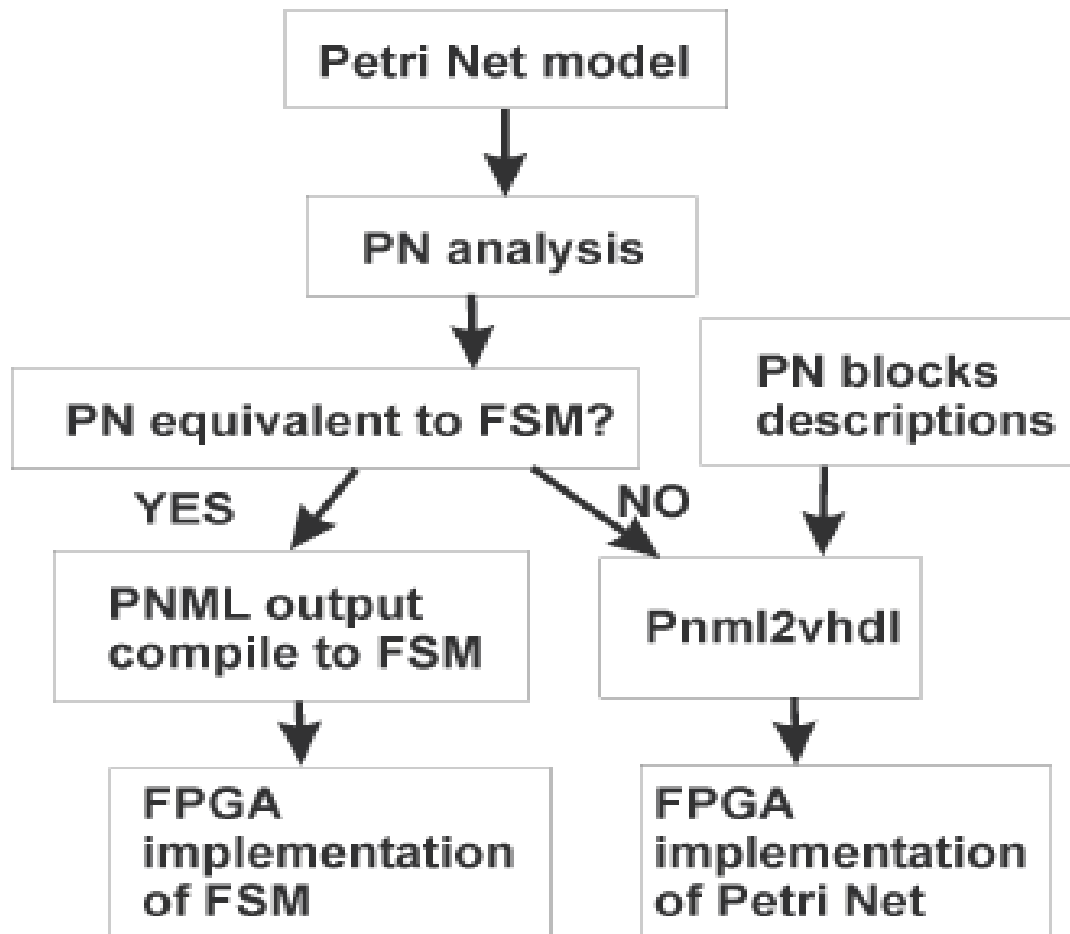 Petri Net model
PN analysis
PN equivalent to FSM?
PN blocks
descriptions
YES
NO
PNML output
compile to FSM
Pnml2vhdl
FPGA
implementation
of FSM
FPGA
implementation
of Petri Net